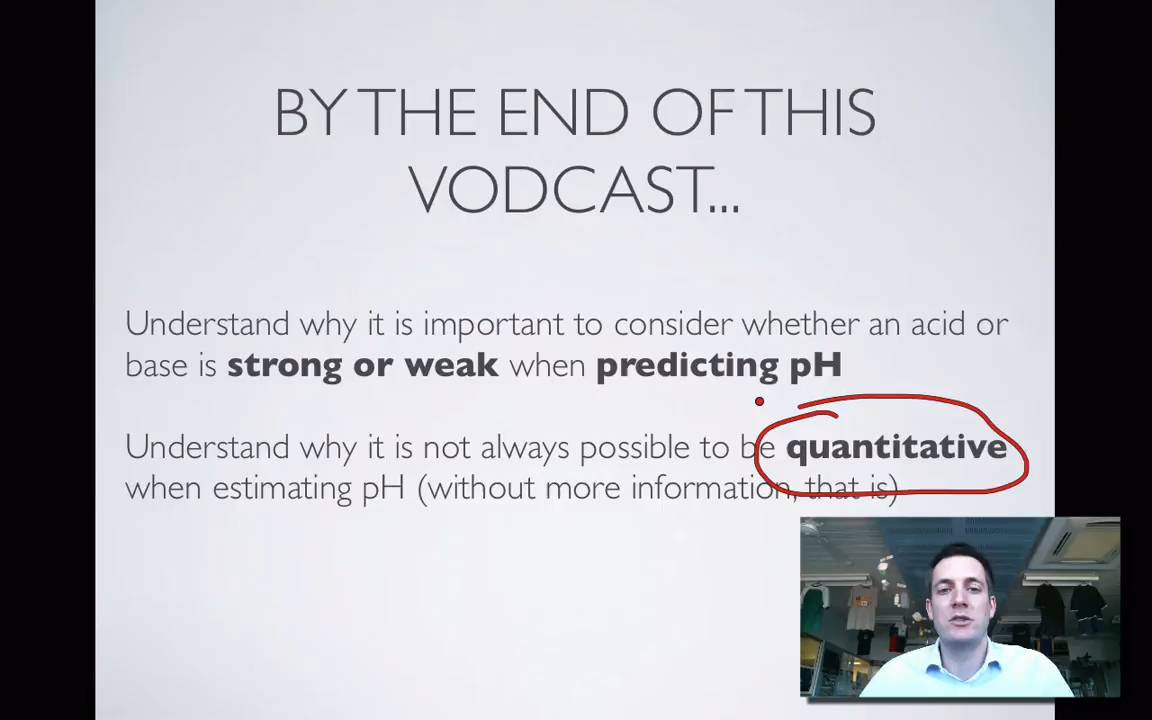 BY THE END OF THIS
VODCAST...
Understand why it is important to consider whether an acid or
base is strong or weak when predicting pH
Understand why it is not always possible to be quantitative
when estimating pH (without more information, that is)